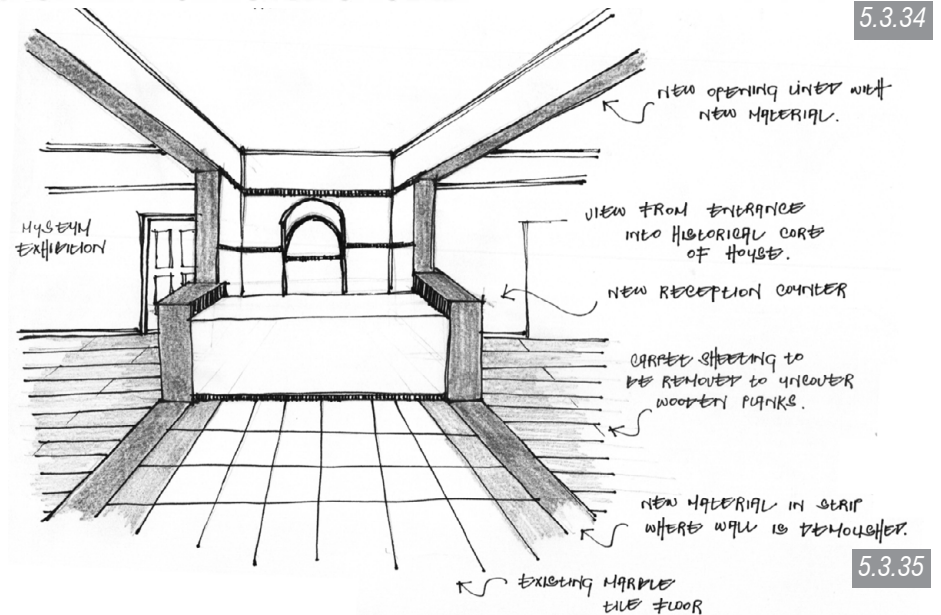 5.3.34
NEW OPENING LINED WITH
NEW MATERIAL.
VIEW FROM ENTRANCE
INTO HISTORICAL CORE
OF HOUSE.
MUSEUM
EXHIBITION
NEW RECEPTION COUNTER
CARPET SHEETING TO
BE REMOVED TO UNCOVER
WOODEN PLANKS.
NEW MATERIAL IN STRIP
WHERE WALL IS DEMOLISHED.
5.3.35
EXISTING MARBLE
TILE FLOOR